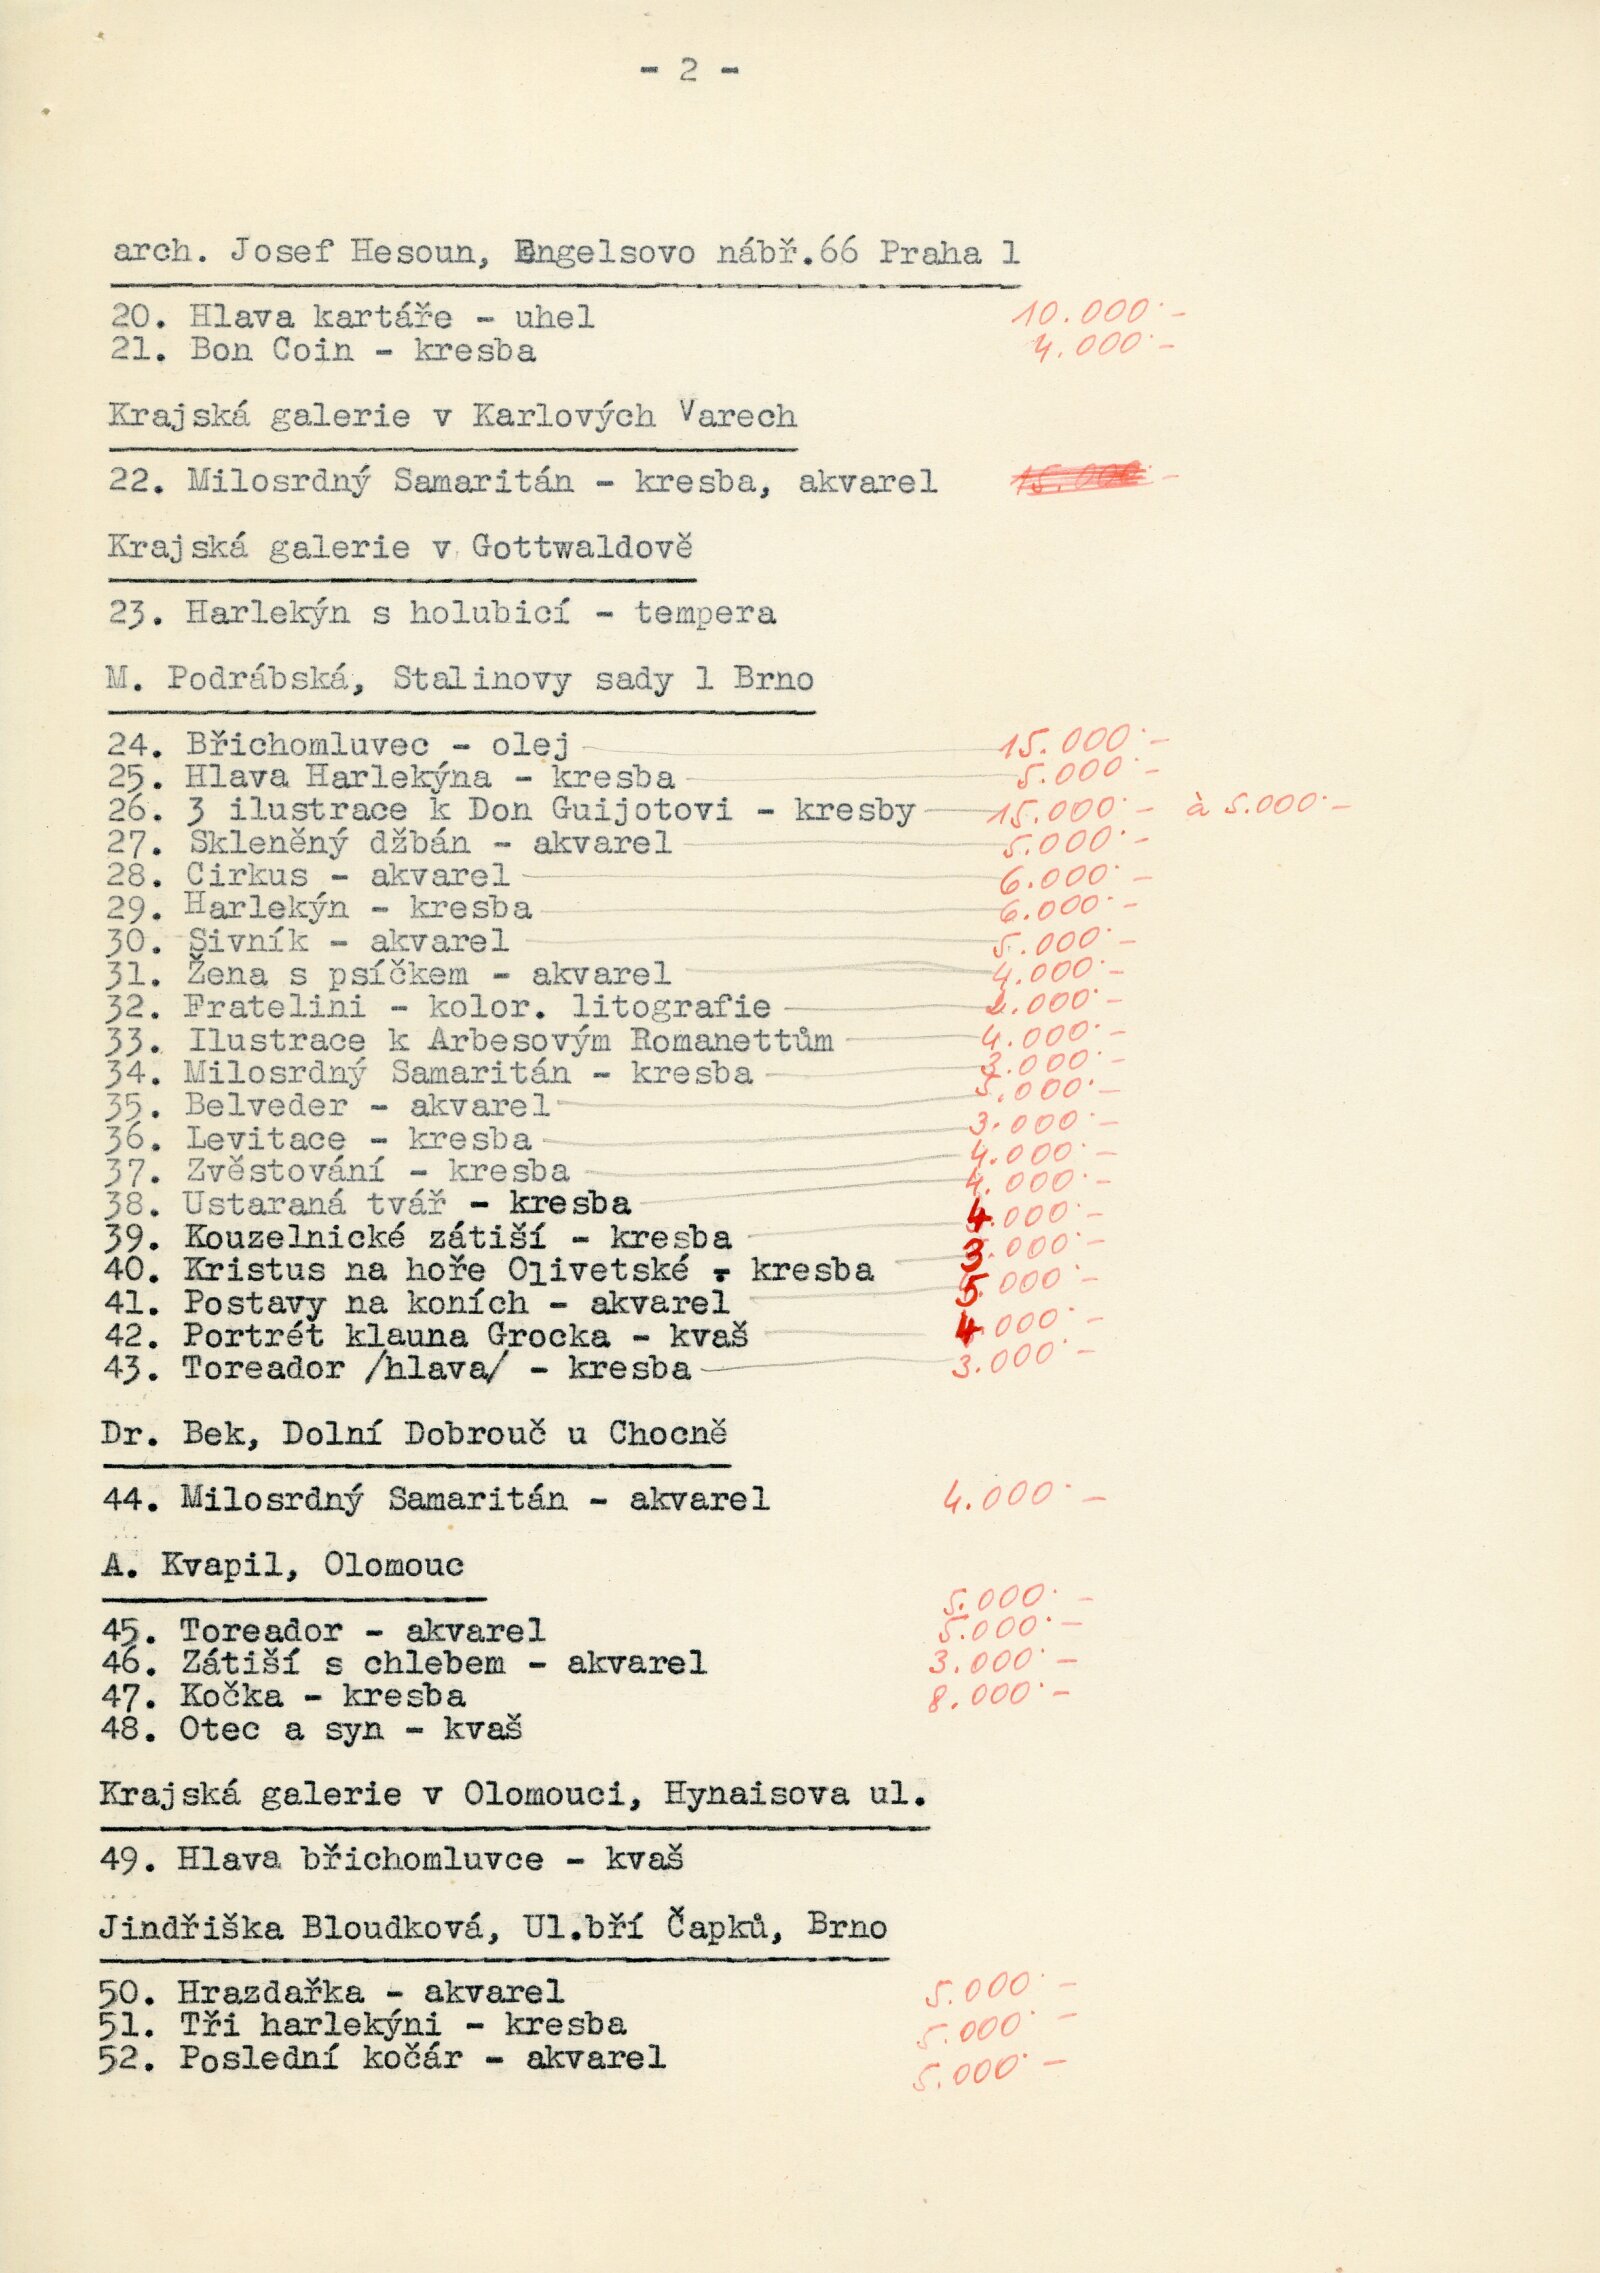 - 2 -
arch. Josef Hesoun, Engelsovo nábř.66 Praha 1
20. Hlava kartáře - uhel 10.000·-
21. Bon Coin - kresba 4.000·-
Krajská galerie v Karlových Varech
22. Milosrdný Samaritán - kresba, akvarel 15.000·-
Krajská galerie v Gottwaldově
23. Harlekýn s holubicí - tempera
M. Podrábská, Stalinovy sady 1 Brno
24. Břichomluvec - olej 15.000·-
25. Hlava Harlekýna - kresba 5.000·-
26. 3 ilustrace k Don Guijotovi - kresby 15.000·- à 5.000·-
27. Skleněný džbán - akvarel 5.000·-
28. Cirkus - akvarel 6.000·-
29. Harlekýn - kresba 6.000·-
30. Sivník - akvarel 5.000·-
31. Žena s psíčkem - akvarel 4.000·-
32. Fratelini - kolor. litografie 2.000·-
33. Ilustrace k Arbesovým Romanettům 4.000·-
34. Milosrdný Samaritán - kresba 3.000·-
35. Belveder - akvarel 5.000·-
36. Levitace - kresba 3.000·-
37. Zvěstování - kresba 4.000·-
38. Ustaraná tvář - kresba 4.000·-
39. Kouzelnické zátiší - kresba 4.000·-
40. Kristus na hoře Olivetské - kresba 3.000·-
41. Postavy na koních - akvarel 5.000·-
42. Portrét klauna Grocka - kvaš 4.000·-
43. Toreador /hlava/ - kresba 3.000·-
Dr. Bek, Dolní Dobrouč u Chocně
44. Milosrdný Samaritán - akvarel 4.000·-
A. Kvapil, Olomouc
45. Toreador - akvarel 5.000·-
46. Zátiší s chlebem - akvarel 5.000·-
47. Kočka - kresba 3.000·-
48. Otec a syn - kvaš 8.000·-
Krajská galerie v Olomouci, Hynaisova ul.
49. Hlava břichomluvce - kvaš
Jindřiška Bloudková, Ul.bří Čapků, Brno
50. Hrazdařka - akvarel 5.000·-
51. Tři harlekýni - kresba 5.000·-
52. Poslední kočár - akvarel 5.000·-